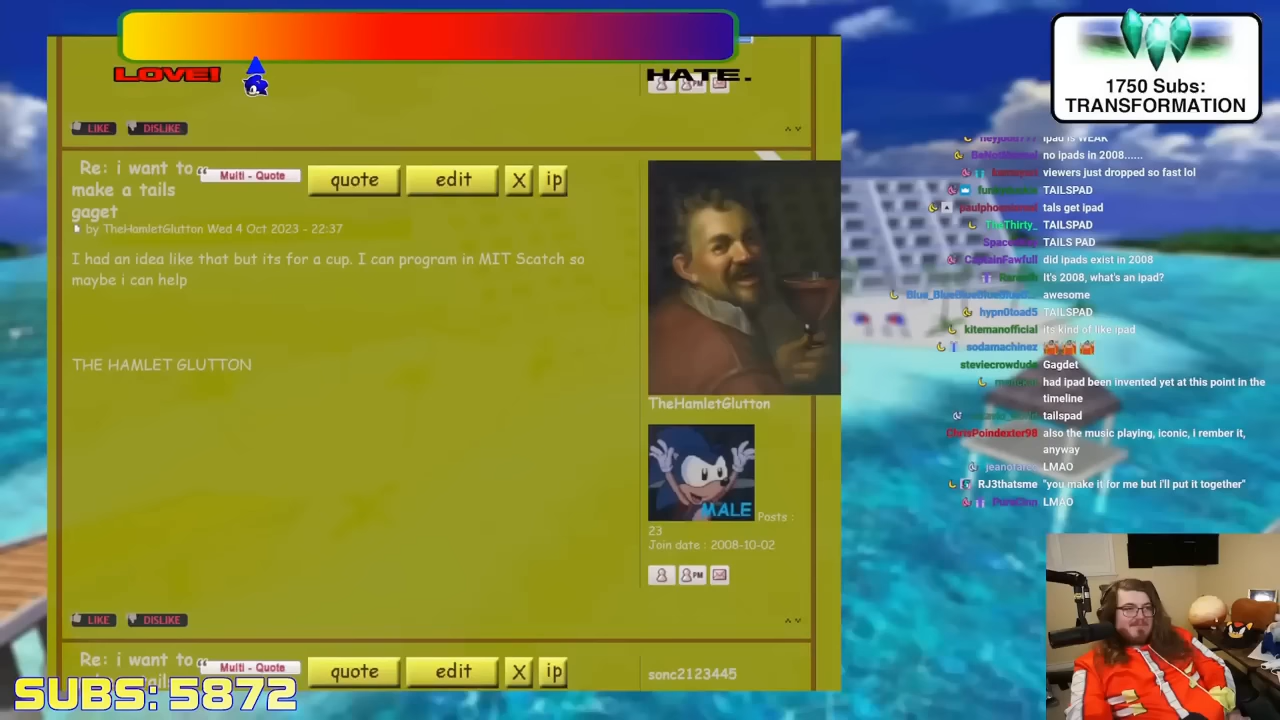 LOVE!
HATE.
LIKE
DISLIKE
Re: i want to
make a tails
gaget
Multi - Quote
quote
edit
X
ip
by TheHamletGlutton Wed 4 Oct 2023 - 22:37
I had an idea like that but its for a cup. I can program in MIT Scatch so
maybe i can help
THE HAMLET GLUTTON
TheHamletGlutton
MALE
Posts :
23
Join date : 2008-10-02
PM
LIKE
DISLIKE
Re: i want to
Multi - Quote
quote
edit
X
ip
sonc2123445
SUBS: 5872
1750 Subs:
TRANSFORMATION
ipad is WEAK
no ipads in 2008......
viewers just dropped so fast lol
TAILSPAD
tals get ipad
TheThirty_ TAILSPAD
TAILS PAD
CaptainFawfull did ipads exist in 2008
It's 2008, what's an ipad?
awesome
hypn0toad5 TAILSPAD
kitemanofficial its kind of like ipad
sodamachinez
steviecrowdude Gagdet
had ipad been invented yet at this point in the
timeline
tailspad
ChrisPoindexter98 also the music playing, iconic, i rember it,
anyway
LMAO
RJ3thatsme "you make it for me but i'll put it together"
LMAO